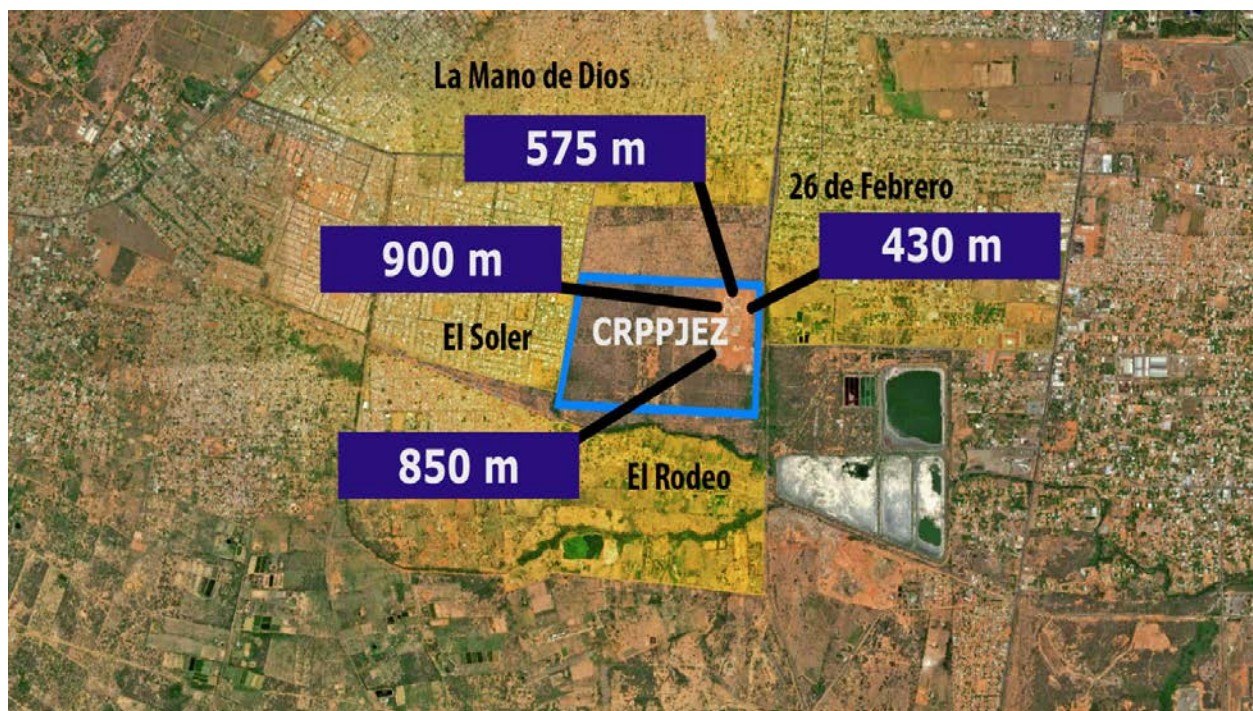 La Mano de Dios
575 m
26 de Febrero
430 m
900 m
El Soler
CRPPJEZ
850 m
El Rodeo